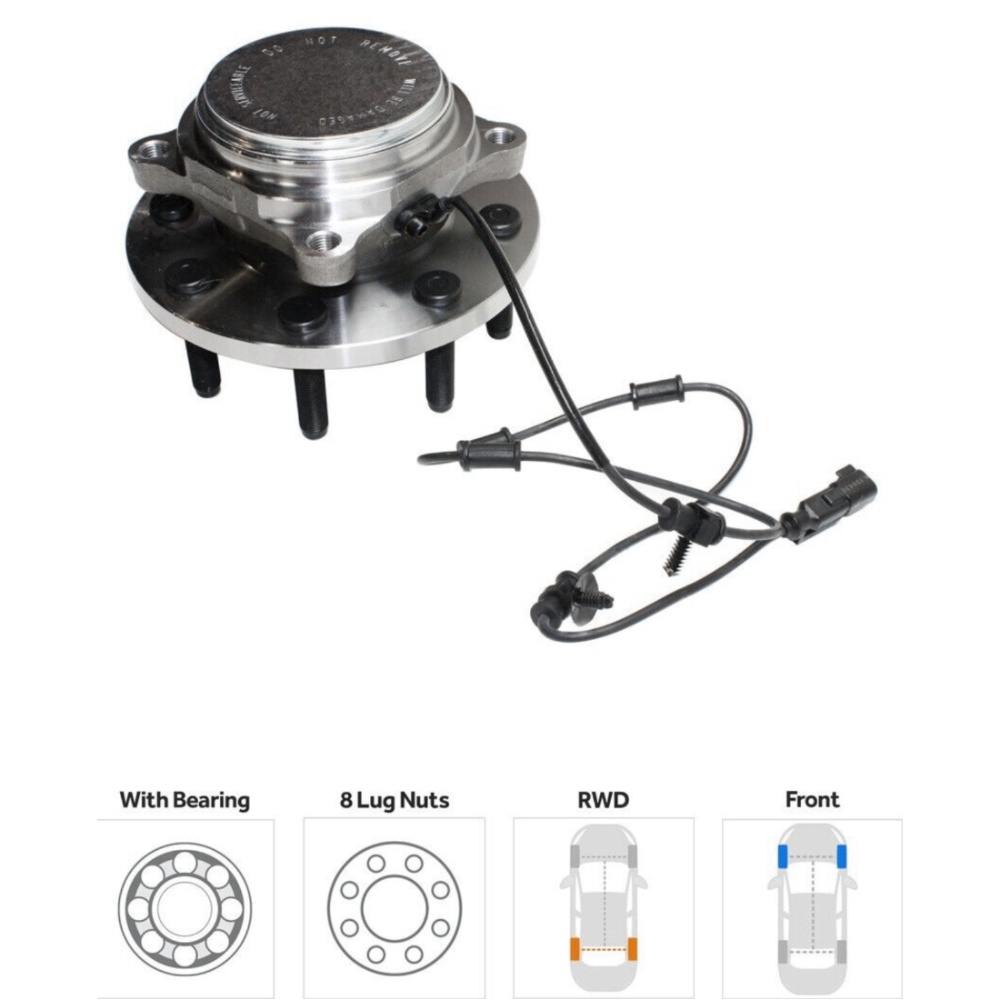 DO NOT REMOVE
WILL BE DAMAGED
NOT SERVICEABLE
With Bearing
8 Lug Nuts
RWD
Front